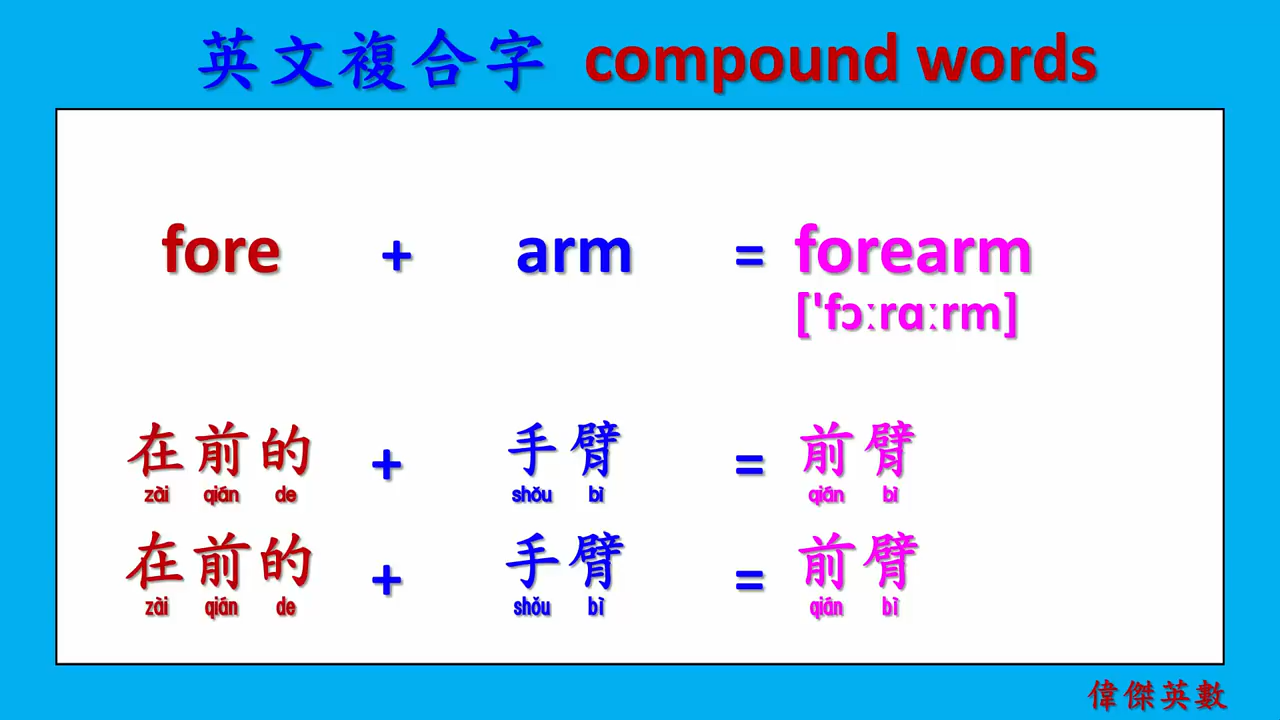 英文複合字 compound words
fore + arm = forearm
['fɔːrɑːrm]
在前的 + 手臂 = 前臂
zài qián de shǒu bì qián bì
在前的 + 手臂 = 前臂
zài qián de shǒu bì qián bì
偉傑英數